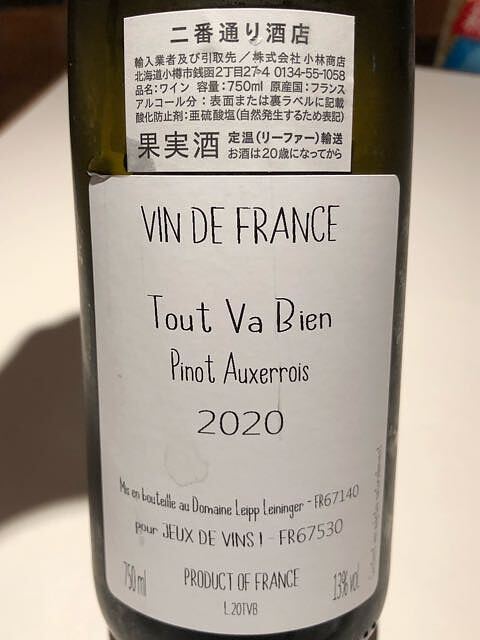 二番通り酒店
輸入業者及び引取先／株式会社 小林商店
北海道小樽市銭函2丁目27-4 0134-55-1058
品名:ワイン 容量:750ml 原産国:フランス
アルコール分：表面または裏ラベルに記載
酸化防止剤:亜硫酸塩(自然発生するため表記)
果実酒 定温(リーファー)輸送
お酒は20歳になってから
VIN DE FRANCE
Tout Va Bien
Pinot Auxerrois
2020
Mis en bouteille au Domaine Leipp Leininger - FR67140
pour JEUX DE VINS ! - FR67530
750 ml
PRODUCT OF FRANCE
13% vol
L.20TVB